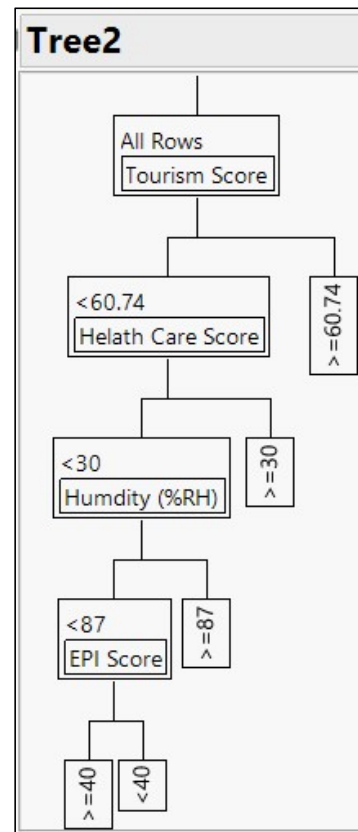 Tree2
All Rows
Tourism Score
<60.74
>=60.74
Helath Care Score
<30
>=30
Humdity (%RH)
<87
>=87
EPI Score
>=40
<40